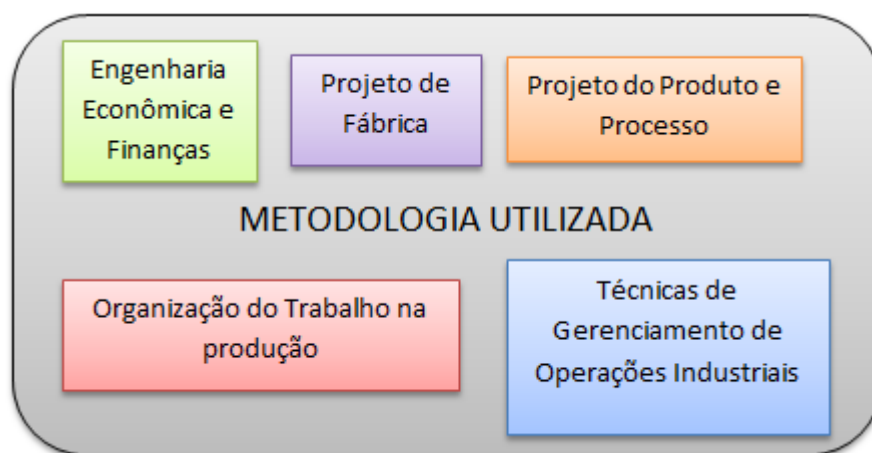 Engenharia
Econômica e
Finanças
Projeto de
Fábrica
Projeto do Produto e
Processo
METODOLOGIA UTILIZADA
Organização do Trabalho na
produção
Técnicas de
Gerenciamento de
Operações Industriais